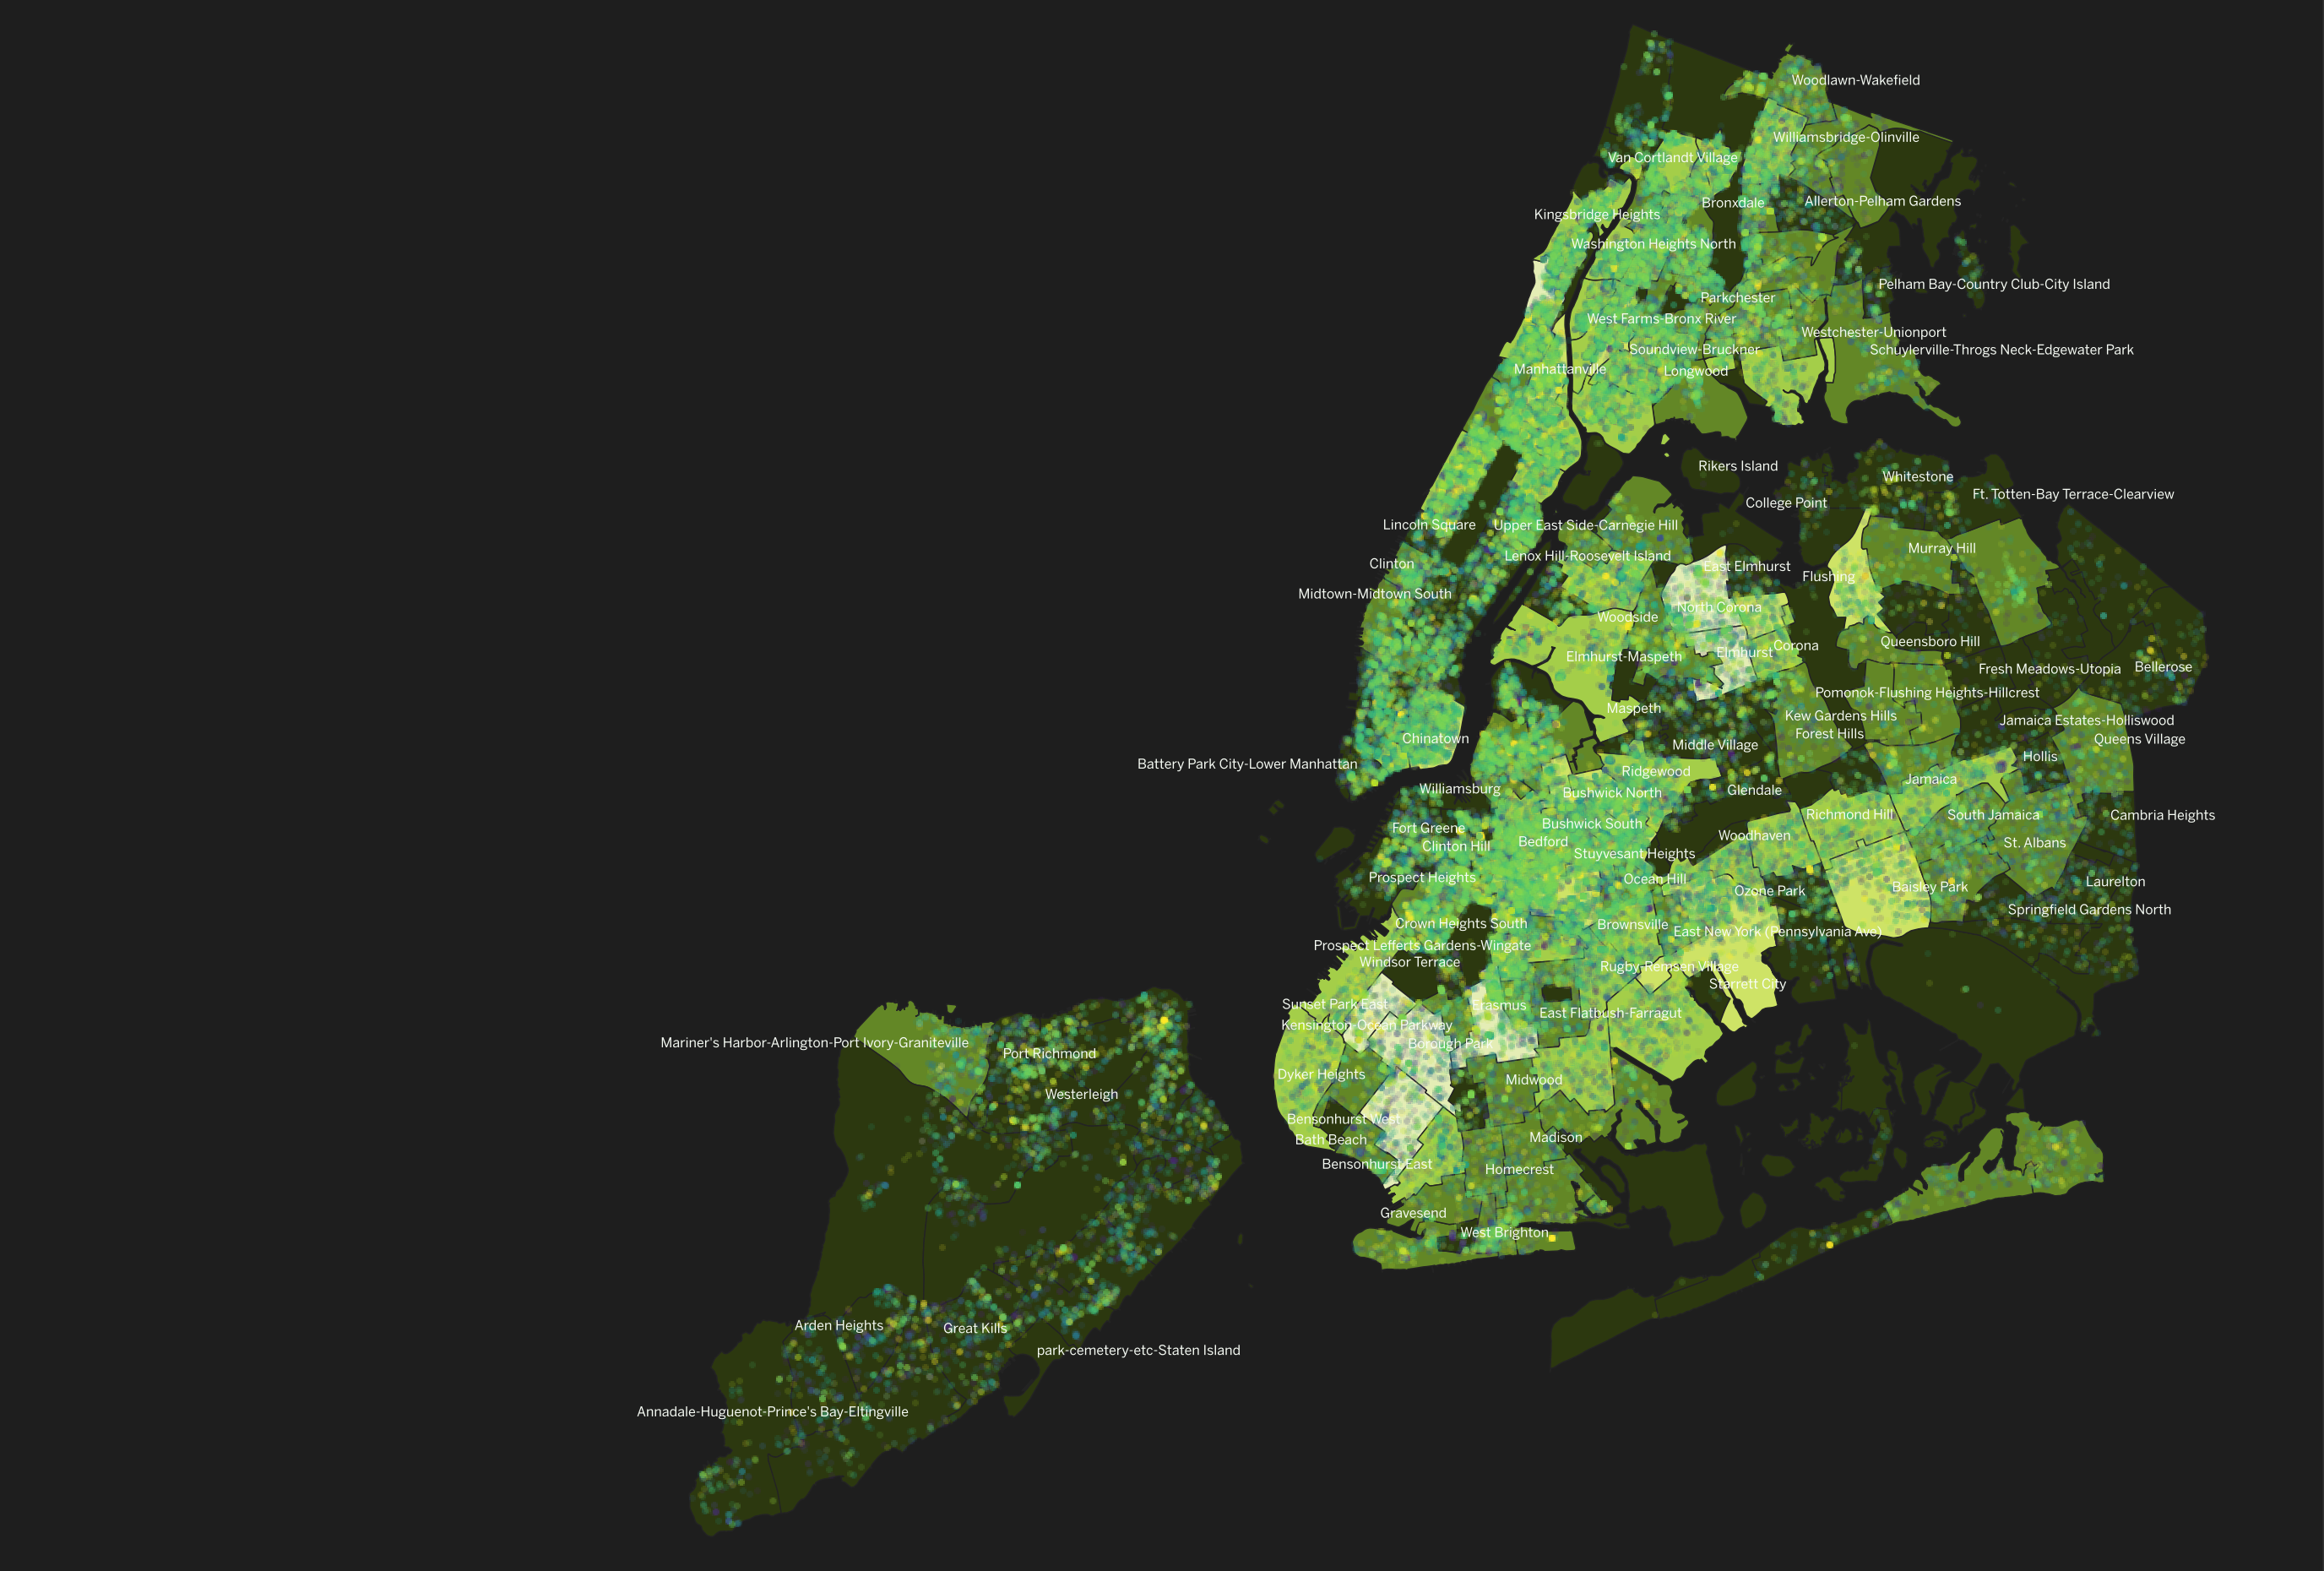 Woodlawn-Wakefield
Williamsbridge-Olinville
Van Cortlandt Village
Allerton-Pelham Gardens
Bronxdale
Kingsbridge Heights
Washington Heights North
Pelham Bay-Country Club-City Island
Parkchester
West Farms-Bronx River
Westchester-Unionport
Soundview-Bruckner
Schuylerville-Throgs Neck-Edgewater Park
Manhattanville
Longwood
Rikers Island
Whitestone
Ft. Totten-Bay Terrace-Clearview
College Point
Lincoln Square
Upper East Side-Carnegie Hill
Murray Hill
Lenox Hill-Roosevelt Island
Clinton
East Elmhurst
Flushing
Midtown-Midtown South
North Corona
Woodside
Queensboro Hill
Corona
Elmhurst
Elmhurst-Maspeth
Fresh Meadows-Utopia
Bellerose
Pomonok-Flushing Heights-Hillcrest
Maspeth
Kew Gardens Hills
Jamaica Estates-Holliswood
Forest Hills
Chinatown
Queens Village
Middle Village
Hollis
Battery Park City-Lower Manhattan
Ridgewood
Jamaica
Williamsburg
Bushwick North
Glendale
Richmond Hill
South Jamaica
Cambria Heights
Bushwick South
Fort Greene
Woodhaven
Bedford
St. Albans
Clinton Hill
Stuyvesant Heights
Prospect Heights
Ocean Hill
Laurelton
Baisley Park
Ozone Park
Springfield Gardens North
Crown Heights South
Brownsville
East New York (Pennsylvania Ave)
Prospect Lefferts Gardens-Wingate
Windsor Terrace
Rugby-Remsen Village
Starrett City
Sunset Park East
Erasmus
East Flatbush-Farragut
Kensington-Ocean Parkway
Mariner's Harbor-Arlington-Port Ivory-Graniteville
Borough Park
Port Richmond
Dyker Heights
Midwood
Westerleigh
Bensonhurst West
Madison
Bath Beach
Bensonhurst East
Homecrest
Gravesend
West Brighton
Arden Heights
Great Kills
park-cemetery-etc-Staten Island
Annadale-Huguenot-Prince's Bay-Eltingville